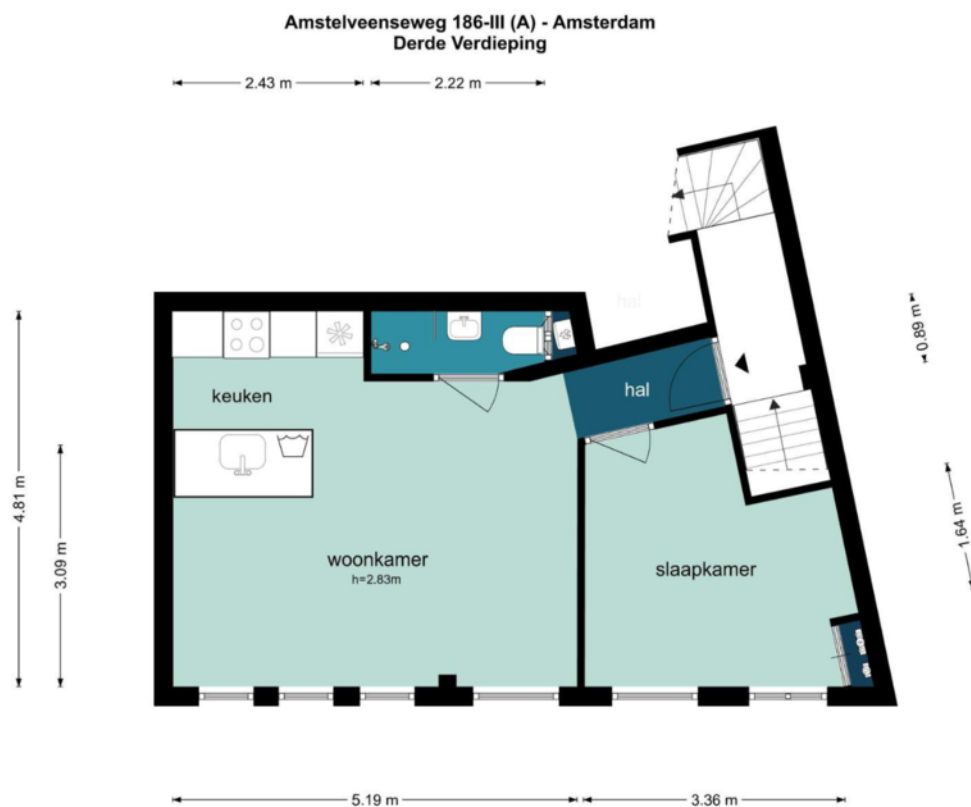 Amstelveenseweg 186-III (A) - Amsterdam
Derde Verdieping
2.43 m
2.22 m
hal
0.89 m
keuken
hal
4.81 m
3.09 m
woonkamer
h=2.83m
slaapkamer
1.64 m
5.19 m
3.36 m